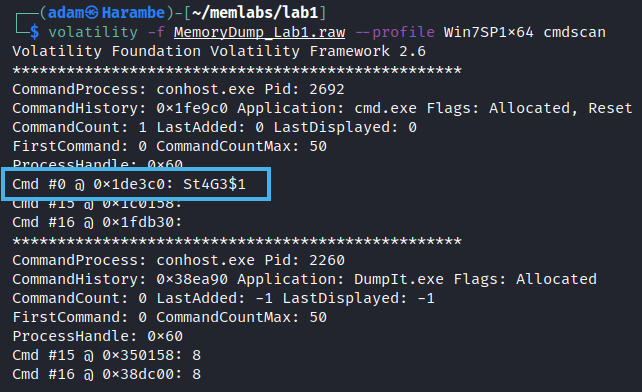 (adam㉿Harambe)-[~/memlabs/lab1]
$ volatility -f MemoryDump_Lab1.raw --profile Win7SP1×64 cmdscan
Volatility Foundation Volatility Framework 2.6
**************************************************
CommandProcess: conhost.exe Pid: 2692
CommandHistory: 0×1fe9c0 Application: cmd.exe Flags: Allocated, Reset
CommandCount: 1 LastAdded: 0 LastDisplayed: 0
FirstCommand: 0 CommandCountMax: 50
ProcessHandle: 0×60
Cmd #0 @ 0×1de3c0: St4G3$1
Cmd #15 @ 0×1c0158:
Cmd #16 @ 0×1fdb30:
**************************************************
CommandProcess: conhost.exe Pid: 2260
CommandHistory: 0×38ea90 Application: DumpIt.exe Flags: Allocated
CommandCount: 0 LastAdded: -1 LastDisplayed: -1
FirstCommand: 0 CommandCountMax: 50
ProcessHandle: 0×60
Cmd #15 @ 0×350158: 8
Cmd #16 @ 0×38dc00: 8